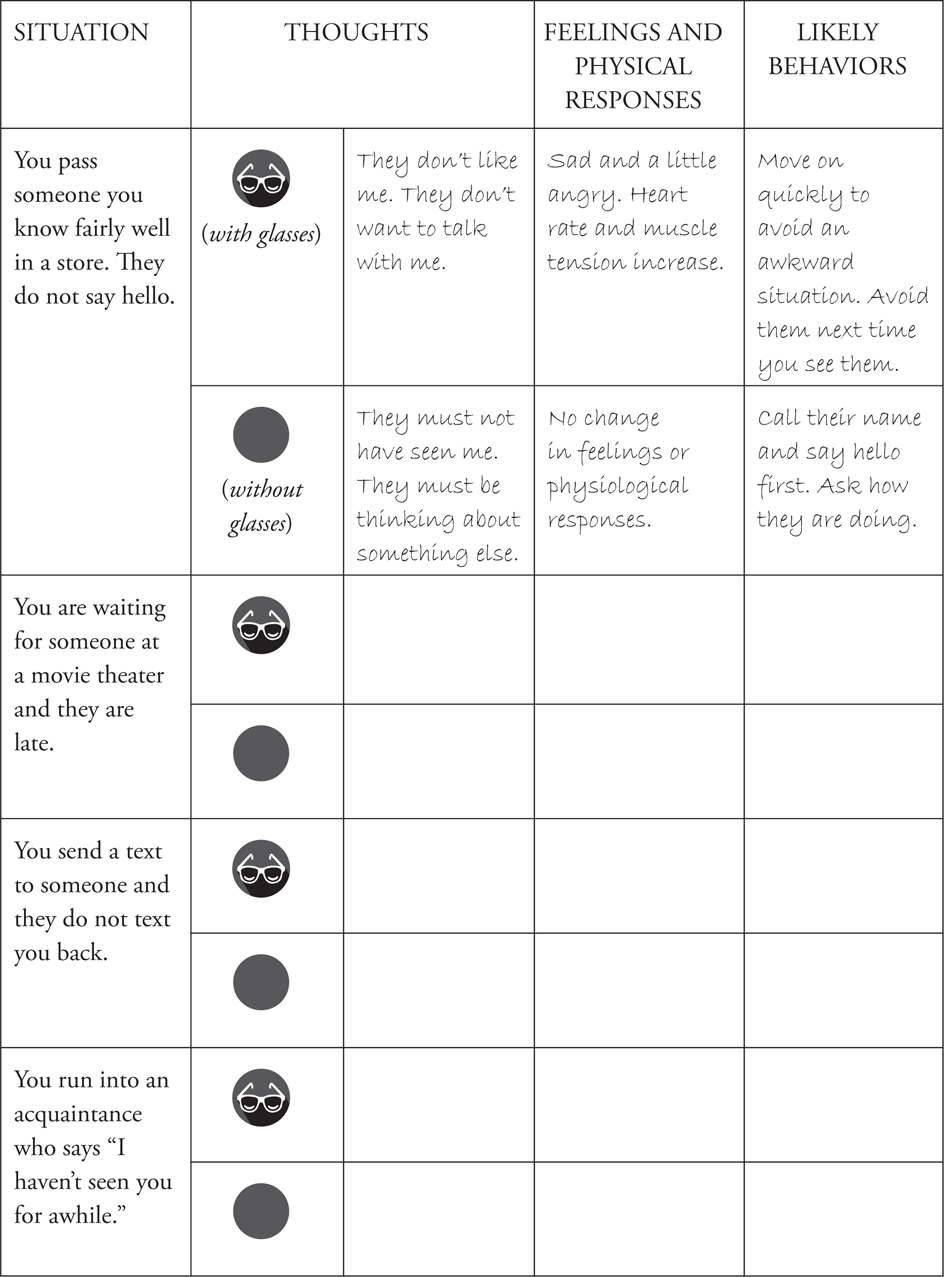 SITUATION
THOUGHTS
FEELINGS AND
PHYSICAL
RESPONSES
LIKELY
BEHAVIORS
You pass
someone you
know fairly well
in a store. They
do not say hello.
(with glasses)
They don't like
me. They don't
want to talk
with me.
Sad and a little
angry. Heart
rate and muscle
tension increase.
Move on
quickly to
avoid an
awkward
situation. Avoid
them next time
you see them.
(without
glasses)
They must not
have seen me.
They must be
thinking about
something else.
No change
in feelings or
physiological
responses.
Call their name
and say hello
first. Ask how
they are doing.
You are waiting
for someone at
a movie theater
and they are
late.
You send a text
to someone and
they do not text
you back.
You run into an
acquaintance
who says “I
haven’t seen you
for awhile.”